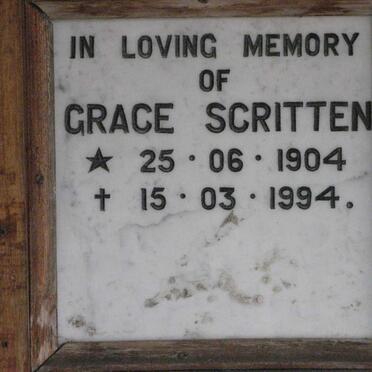 IN LOVING MEMORY
OF
GRACE SCRITTEN
★ 25 · 06 · 1904
✝ 15 · 03 · 1994.